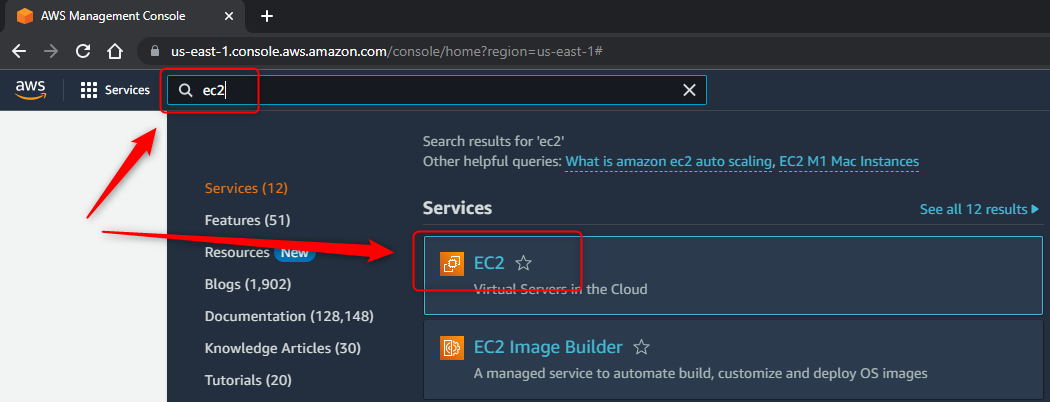 AWS Management Console
us-east-1.console.aws.amazon.com/console/home?region=us-east-1#
aws
Services
ec2
Search results for 'ec2'
Other helpful queries: What is amazon ec2 auto scaling, EC2 M1 Mac Instances
Services (12)
Features (51)
Resources New
Blogs (1,902)
Documentation (128,148)
Knowledge Articles (30)
Tutorials (20)
Services
See all 12 results
EC2
Virtual Servers in the Cloud
EC2 Image Builder
A managed service to automate build, customize and deploy OS images